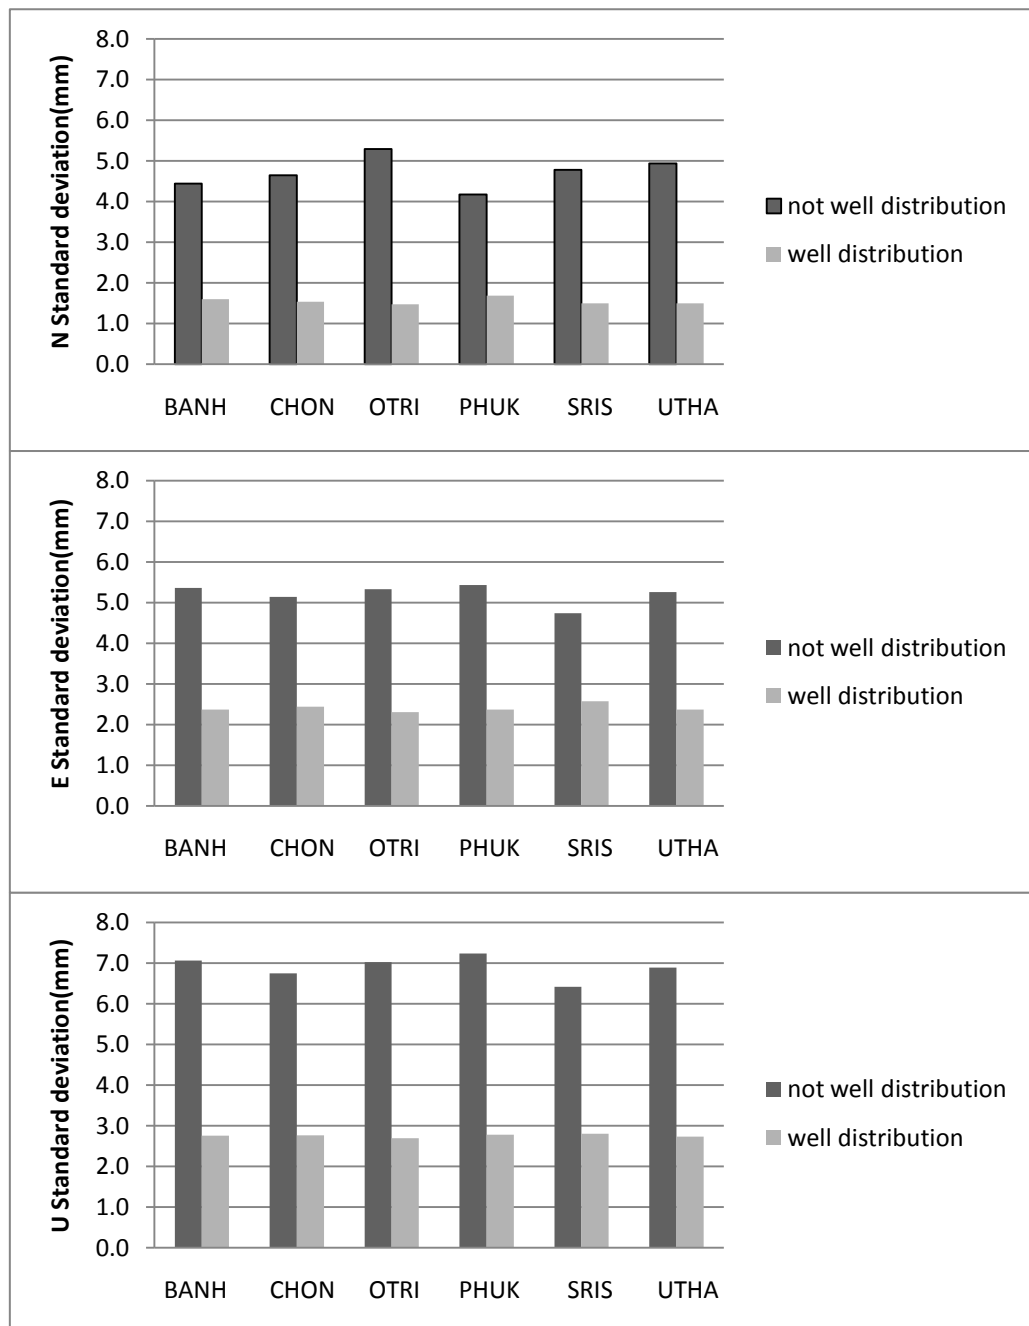 N Standard deviation(mm)
8.0
7.0
6.0
5.0
4.0
3.0
2.0
1.0
0.0
BANH CHON OTRI PHUK SRIS UTHA
not well distribution
well distribution
E Standard deviation(mm)
8.0
7.0
6.0
5.0
4.0
3.0
2.0
1.0
0.0
BANH CHON OTRI PHUK SRIS UTHA
not well distribution
well distribution
U Standard deviation(mm)
8.0
7.0
6.0
5.0
4.0
3.0
2.0
1.0
0.0
BANH CHON OTRI PHUK SRIS UTHA
not well distribution
well distribution